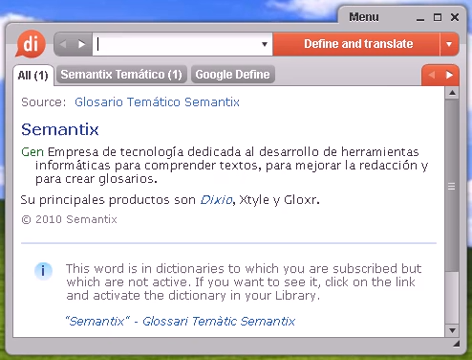 Menu
di
Define and translate
All (1)
Semantix Temático (1)
Google Define
Source: Glosario Temático Semantix
Semantix
Gen Empresa de tecnología dedicada al desarrollo de herramientas
informáticas para comprender textos, para mejorar la redacción y
para crear glosarios.
Su principales productos son Dixio, Xtyle y Gloxr.
© 2010 Semantix
i
This word is in dictionaries to which you are subscribed but
which are not active. If you want to see it, click on the link
and activate the dictionary in your Library.
"Semantix" - Glossari Temàtic Semantix